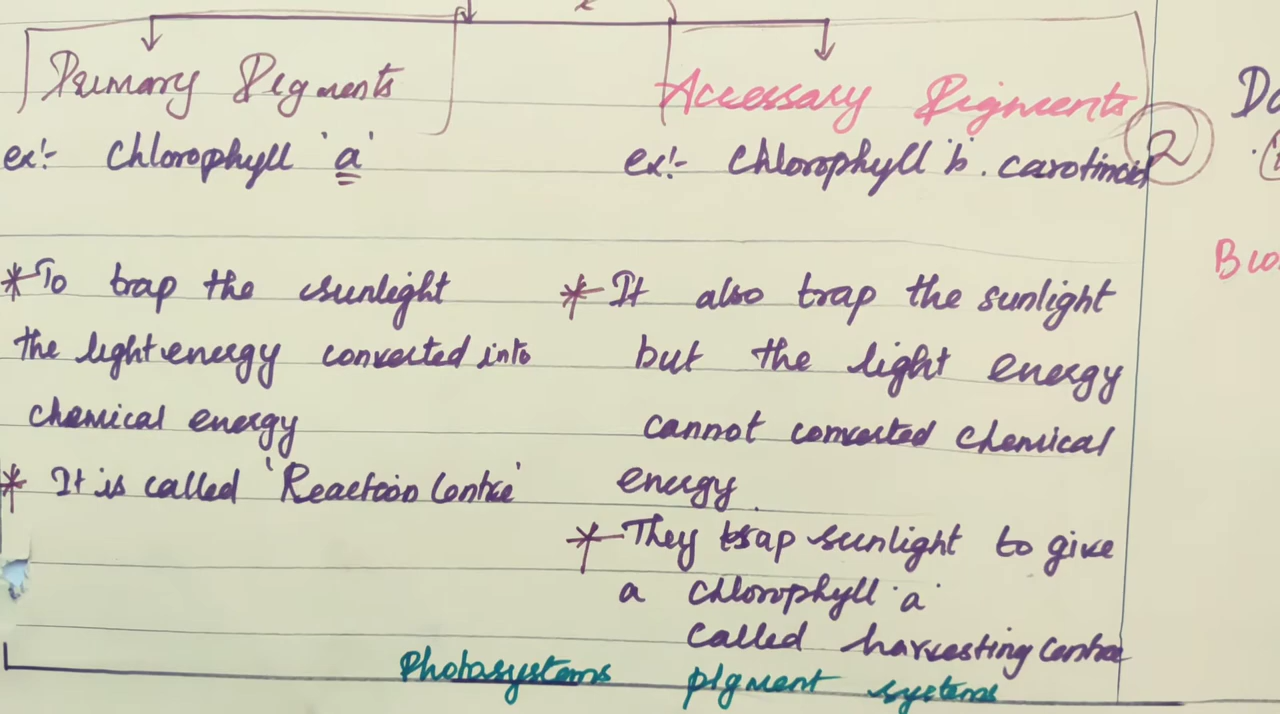 Primary Pigments
ex:- Chlorophyll 'a'
* To trap the sunlight
the light energy converted into
chemical energy
* It is called 'Reaction Centre'
Accessary Pigments
ex:- Chlorophyll 'b'. carotinoid
2
* It also trap the sunlight
but the light energy
cannot converted chemical
energy.
* They trap sunlight to give
a chlorophyll 'a'
called harvesting centre
Photosystems pigment systems